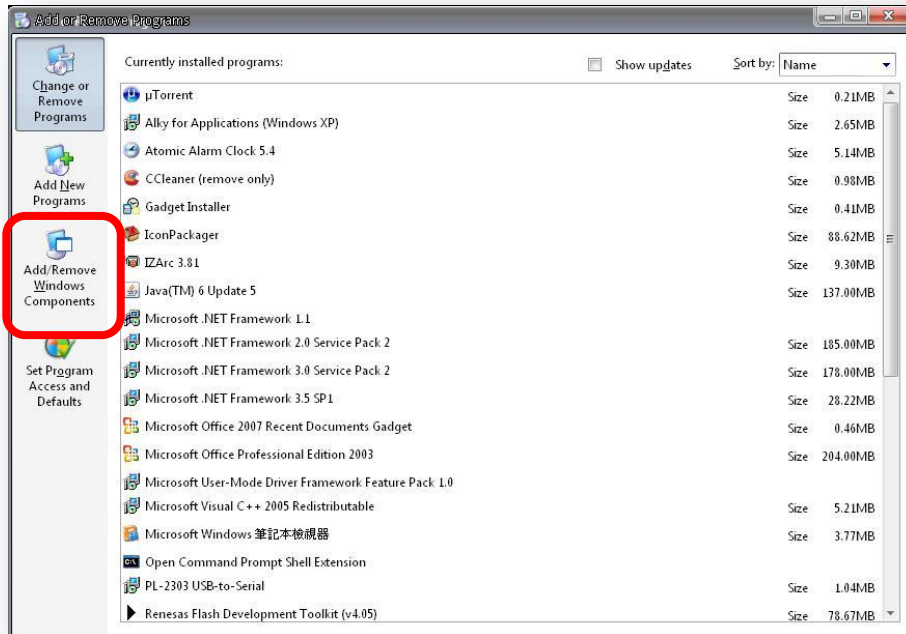 Add or Remove Programs
Change or
Remove
Programs
Add New
Programs
Add/Remove
Windows
Components
Set Program
Access and
Defaults
Currently installed programs:
Show updates
Sort by: Name
µTorrent Size 0.21MB
Alky for Applications (Windows XP) Size 2.65MB
Atomic Alarm Clock 5.4 Size 5.14MB
CCleaner (remove only) Size 0.98MB
Gadget Installer Size 0.41MB
IconPackager Size 88.62MB
IZArc 3.81 Size 9.30MB
Java(TM) 6 Update 5 Size 137.00MB
Microsoft .NET Framework 1.1
Microsoft .NET Framework 2.0 Service Pack 2 Size 185.00MB
Microsoft .NET Framework 3.0 Service Pack 2 Size 178.00MB
Microsoft .NET Framework 3.5 SP1 Size 28.22MB
Microsoft Office 2007 Recent Documents Gadget Size 0.46MB
Microsoft Office Professional Edition 2003 Size 204.00MB
Microsoft User-Mode Driver Framework Feature Pack 1.0
Microsoft Visual C++ 2005 Redistributable Size 5.21MB
Microsoft Windows 筆記本檢視器 Size 3.77MB
Open Command Prompt Shell Extension
PL-2303 USB-to-Serial Size 1.04MB
Renesas Flash Development Toolkit (v4.05) Size 78.67MB